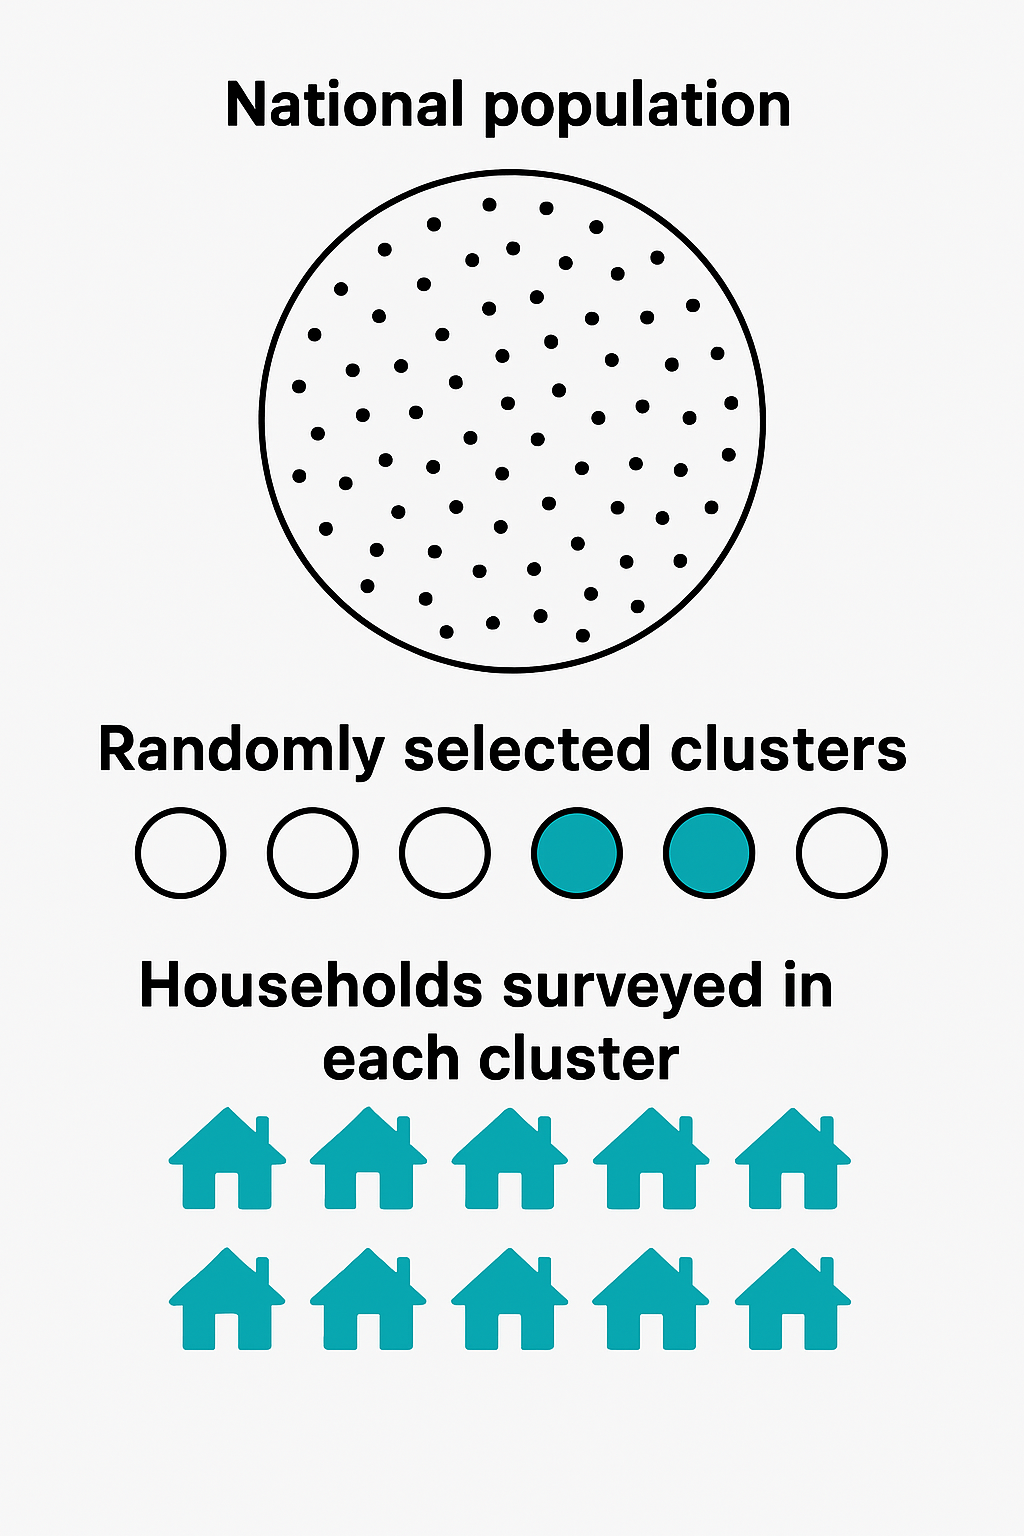 National population
Randomly selected clusters
Households surveyed in
each cluster